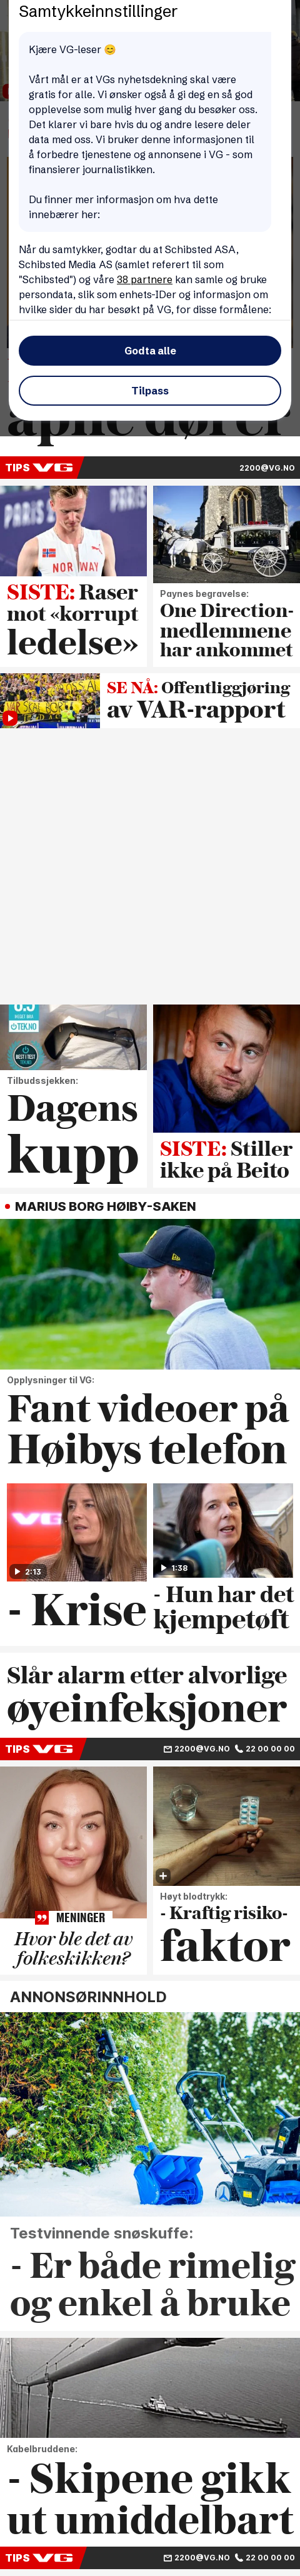 Samtykkeinnstillinger
Kjære VG-leser 😊
Vårt mål er at VGs nyhetsdekning skal være
gratis for alle. Vi ønsker også å gi deg en så god
opplevelse som mulig hver gang du besøker oss.
Det klarer vi bare hvis du og andre lesere deler
data med oss. Vi bruker denne informasjonen til
å forbedre tjenestene og annonsene i VG - som
finansierer journalistikken.
Du finner mer informasjon om hva dette
innebærer her:
Når du samtykker, godtar du at Schibsted ASA,
Schibsted Media AS (samlet referert til som
"Schibsted") og våre 38 partnere kan samle og bruke
persondata, slik som enhets-IDer og informasjon om
hvilke sider du har besøkt på VG, for disse formålene:
Godta alle
Tilpass
åpne dører
TIPS VG 2200@VG.NO
PARIS
NORWAY
SISTE: Raser
mot «korrupt
ledelse»
Paynes begravelse:
One Direction-
medlemmene
har ankommet
SE NÅ: Offentliggjøring
av VAR-rapport
TEK.NO
BEST I TEST
Tilbudssjekken:
Dagens
kupp
SISTE: Stiller
ikke på Beito
MARIUS BORG HØIBY-SAKEN
Opplysninger til VG:
Fant videoer på
Høibys telefon
VG
2:13
- Krise
1:38
- Hun har det
kjempetøft
Slår alarm etter alvorlige
øyeinfeksjoner
TIPS VG 2200@VG.NO 22 00 00 00
MENINGER
Hvor ble det av
folkeskikken?
Høyt blodtrykk:
- Kraftig risiko-
faktor
ANNONSØRINNHOLD
Testvinnende snøskuffe:
- Er både rimelig
og enkel å bruke
Kabelbruddene:
- Skipene gikk
ut umiddelbart
TIPS VG 2200@VG.NO 22 00 00 00